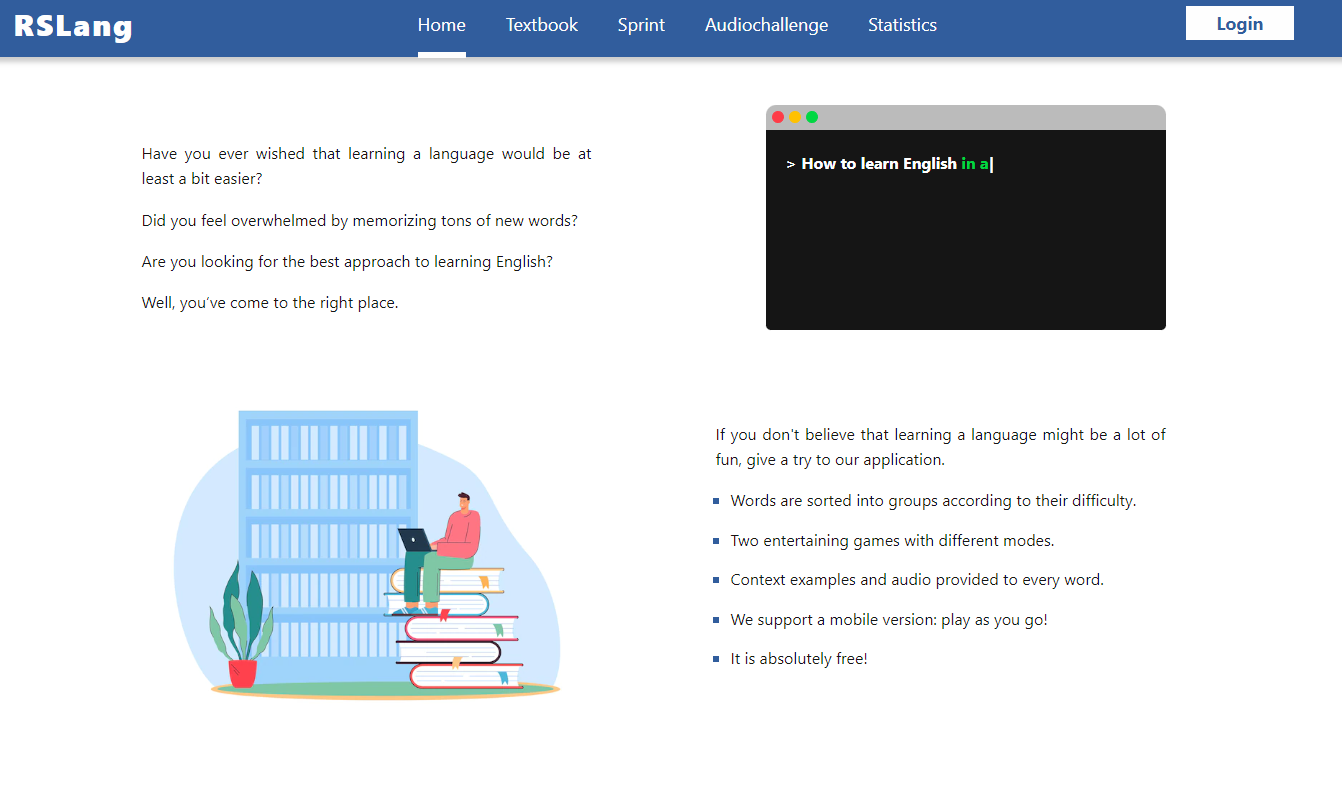 RSLang
Home Textbook Sprint Audiochallenge Statistics
Login
Have you ever wished that learning a language would be at
least a bit easier?
Did you feel overwhelmed by memorizing tons of new words?
Are you looking for the best approach to learning English?
Well, you’ve come to the right place.
> How to learn English in a|
If you don't believe that learning a language might be a lot of
fun, give a try to our application.
Words are sorted into groups according to their difficulty.
Two entertaining games with different modes.
Context examples and audio provided to every word.
We support a mobile version: play as you go!
It is absolutely free!